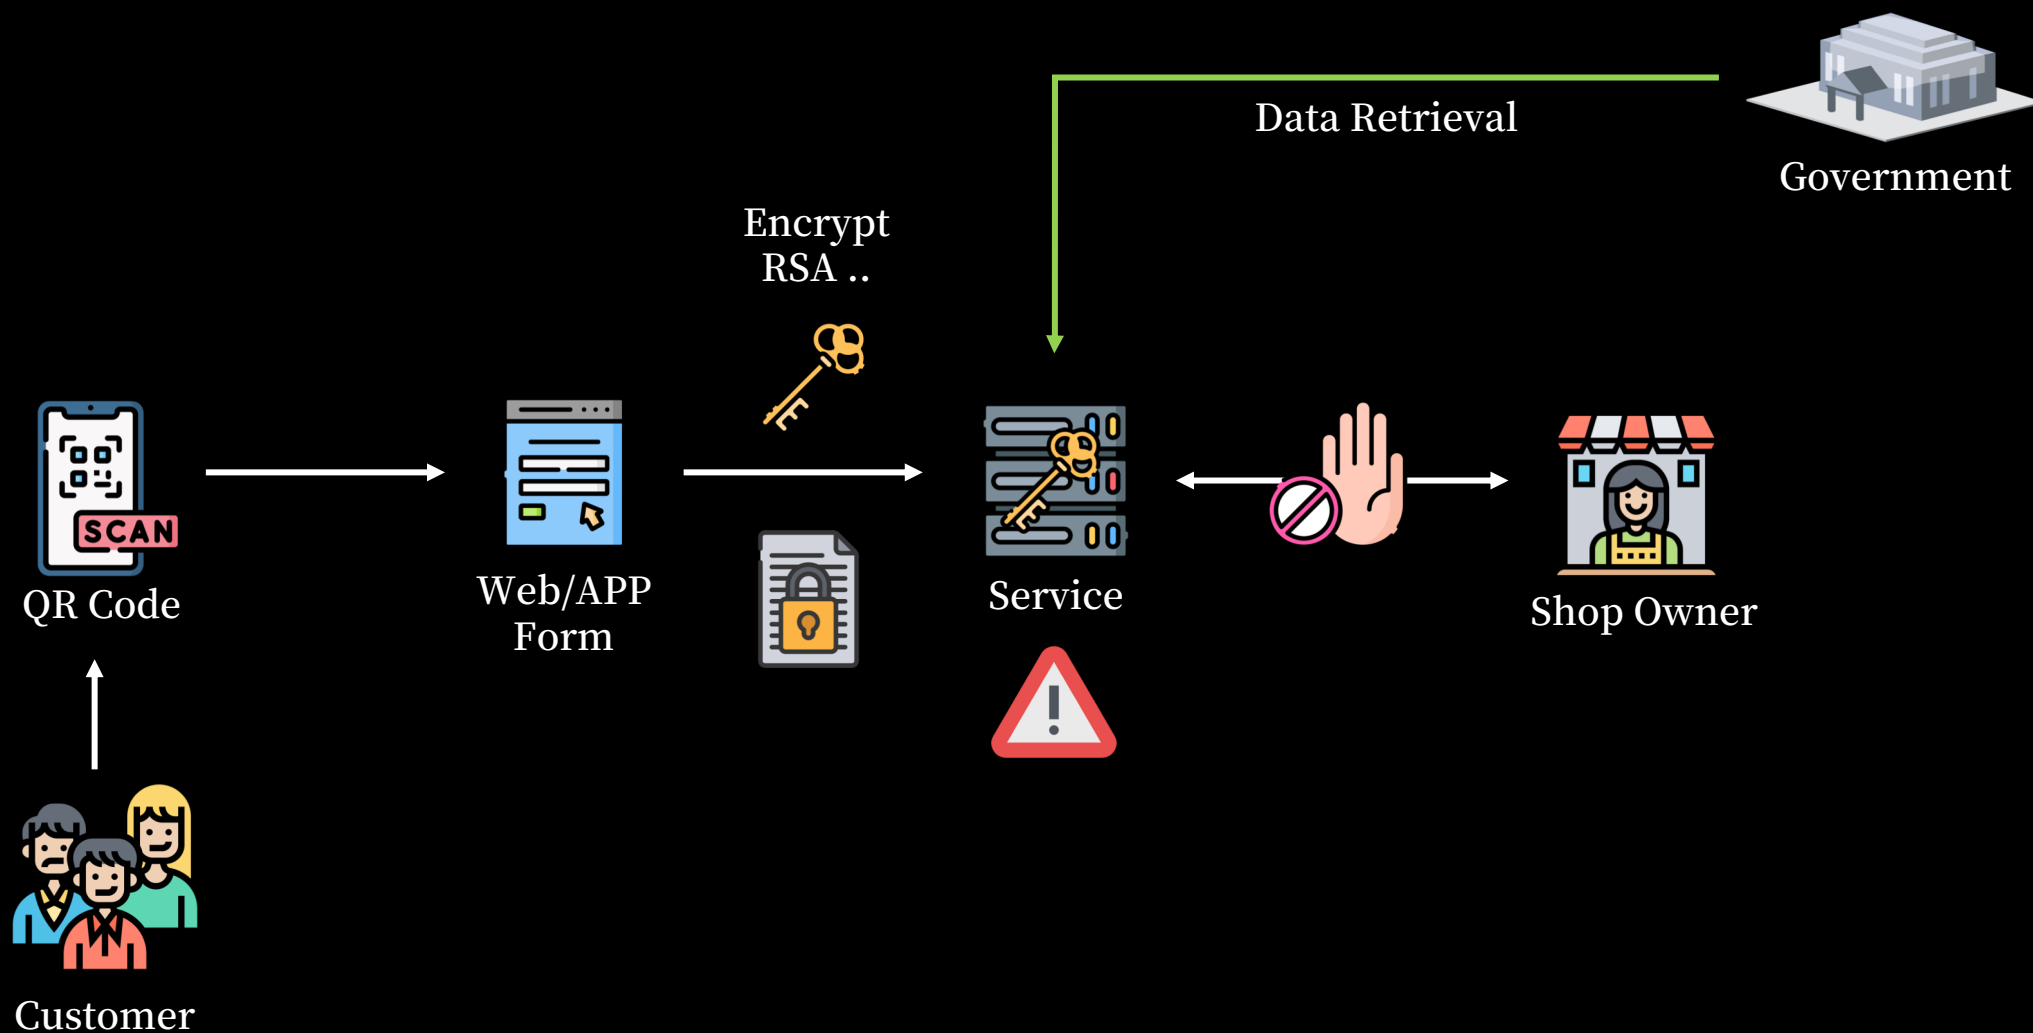 Data Retrieval
Government
Encrypt
RSA ..
SCAN
QR Code
Web/APP
Form
Service
Shop Owner
Customer